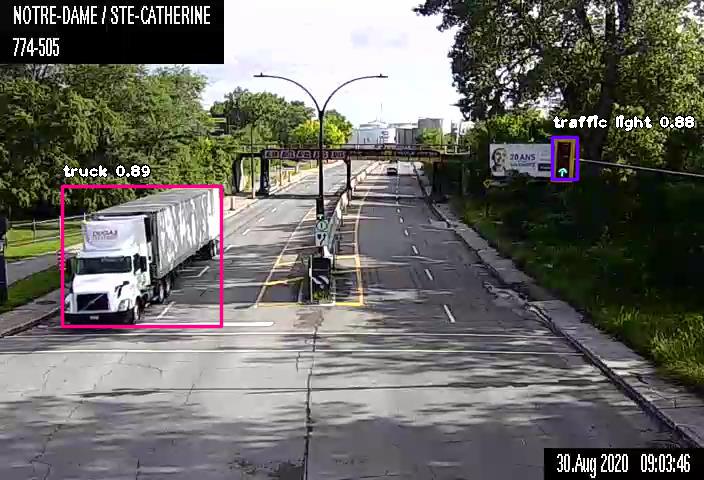 NOTRE-DAME / STE-CATHERINE
774-505
traffic light 0.88
truck 0.89
20 ANS
30.Aug 2020 09:03:46